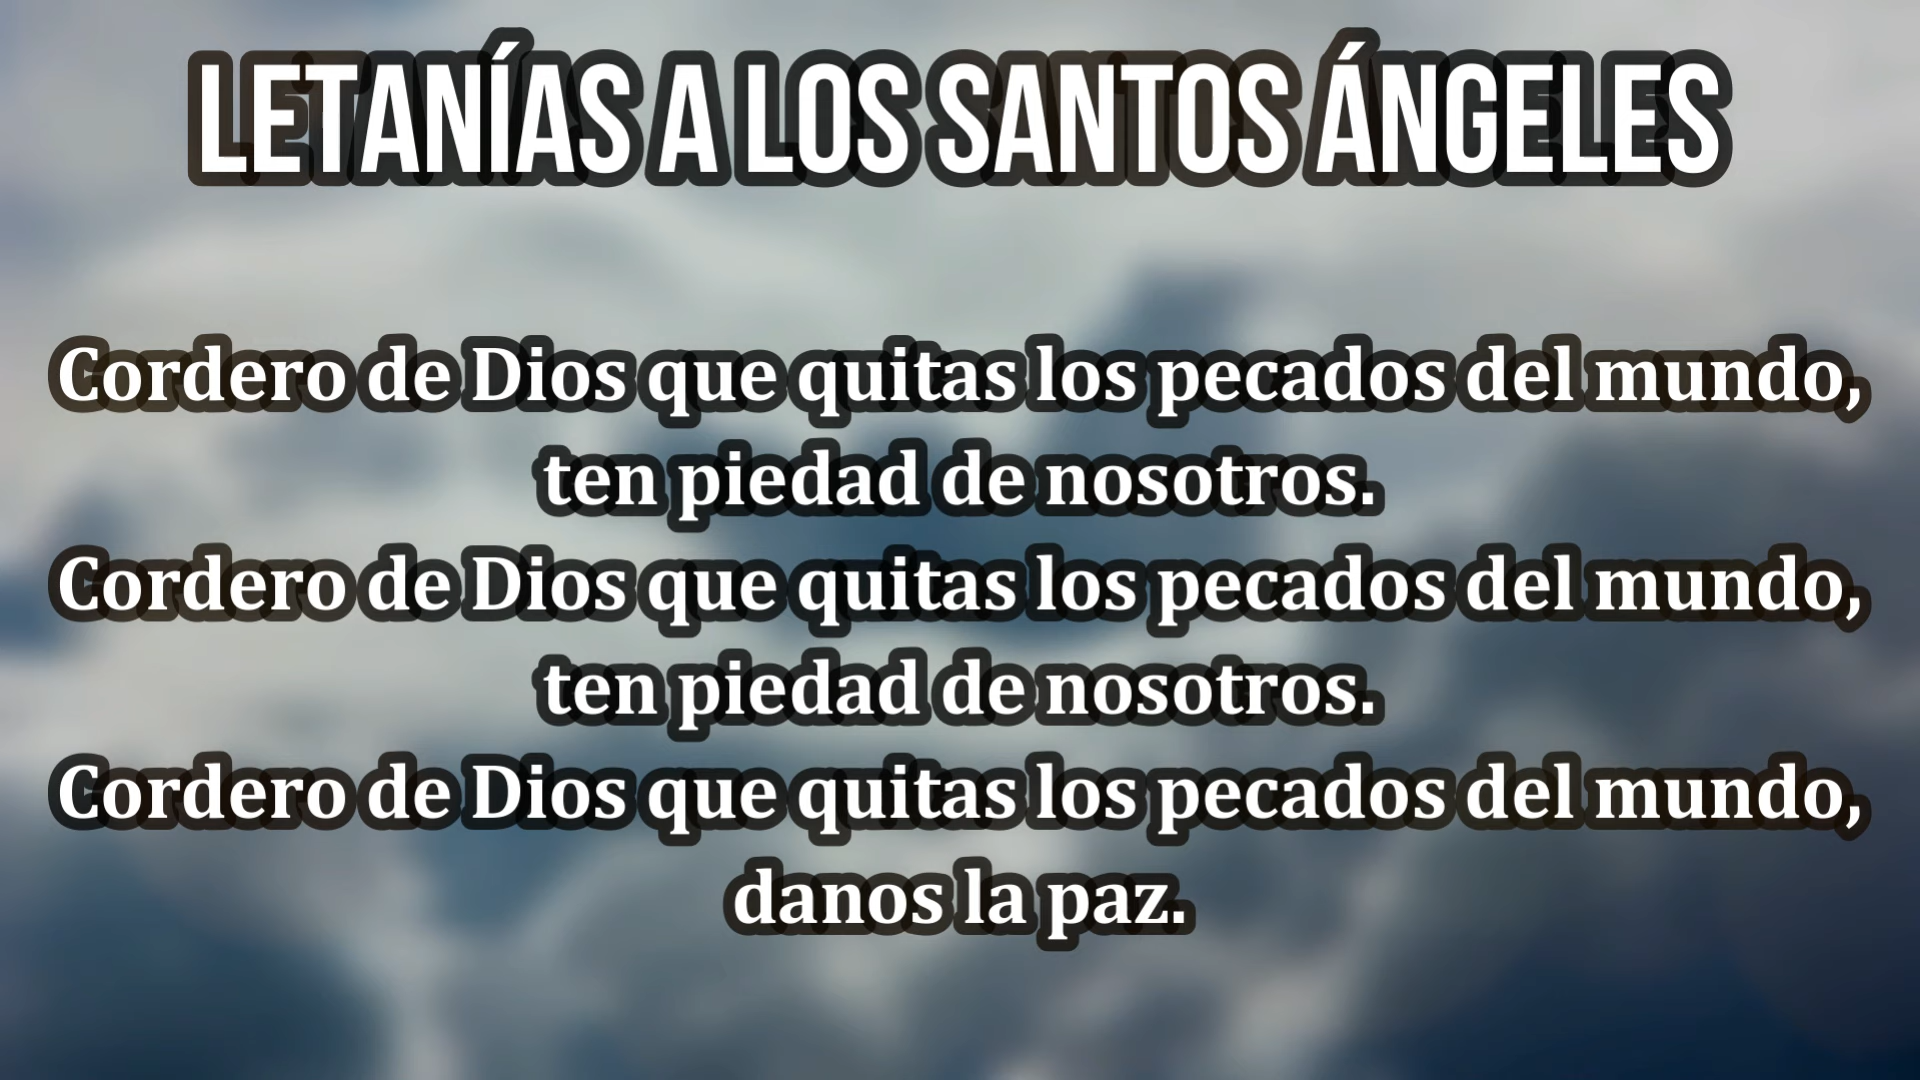 LETANÍAS A LOS SANTOS ÁNGELES
Cordero de Dios que quitas los pecados del mundo,
ten piedad de nosotros.
Cordero de Dios que quitas los pecados del mundo,
ten piedad de nosotros.
Cordero de Dios que quitas los pecados del mundo,
danos la paz.